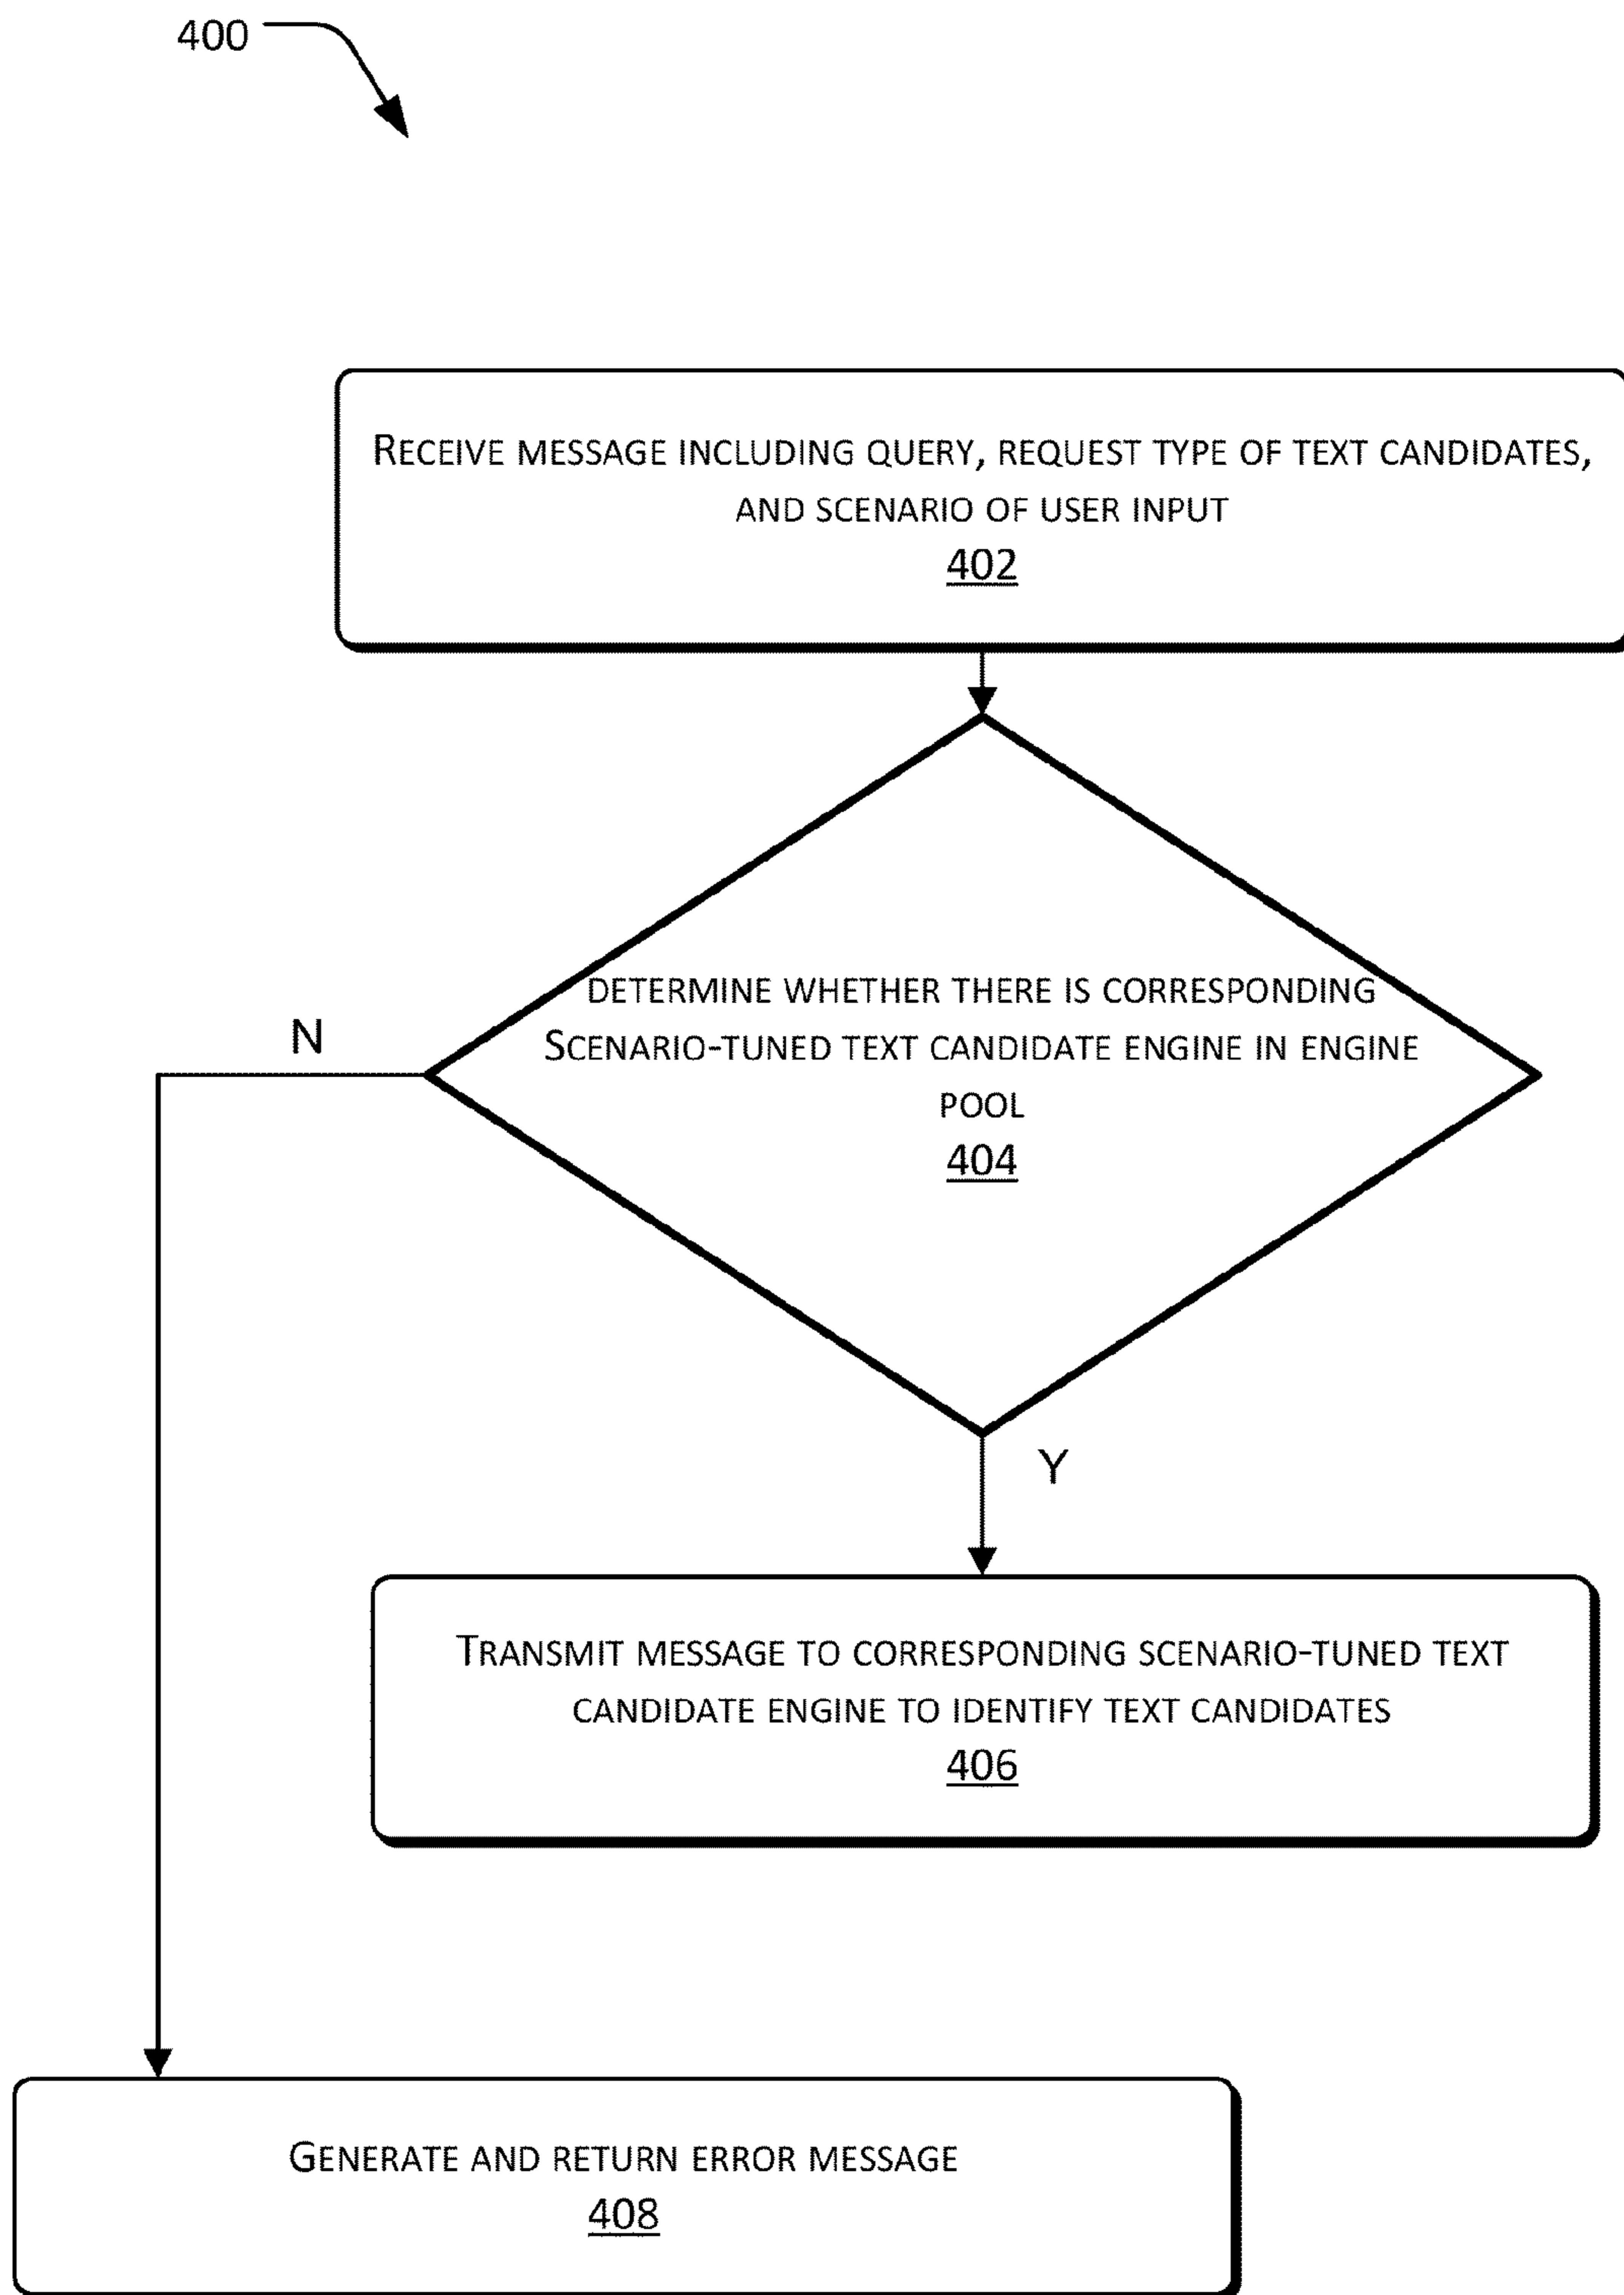 400
RECEIVE MESSAGE INCLUDING QUERY, REQUEST TYPE OF TEXT CANDIDATES,
AND SCENARIO OF USER INPUT
402
DETERMINE WHETHER THERE IS CORRESPONDING
SCENARIO-TUNED TEXT CANDIDATE ENGINE IN ENGINE
POOL
404
N
Y
TRANSMIT MESSAGE TO CORRESPONDING SCENARIO-TUNED TEXT
CANDIDATE ENGINE TO IDENTIFY TEXT CANDIDATES
406
GENERATE AND RETURN ERROR MESSAGE
408